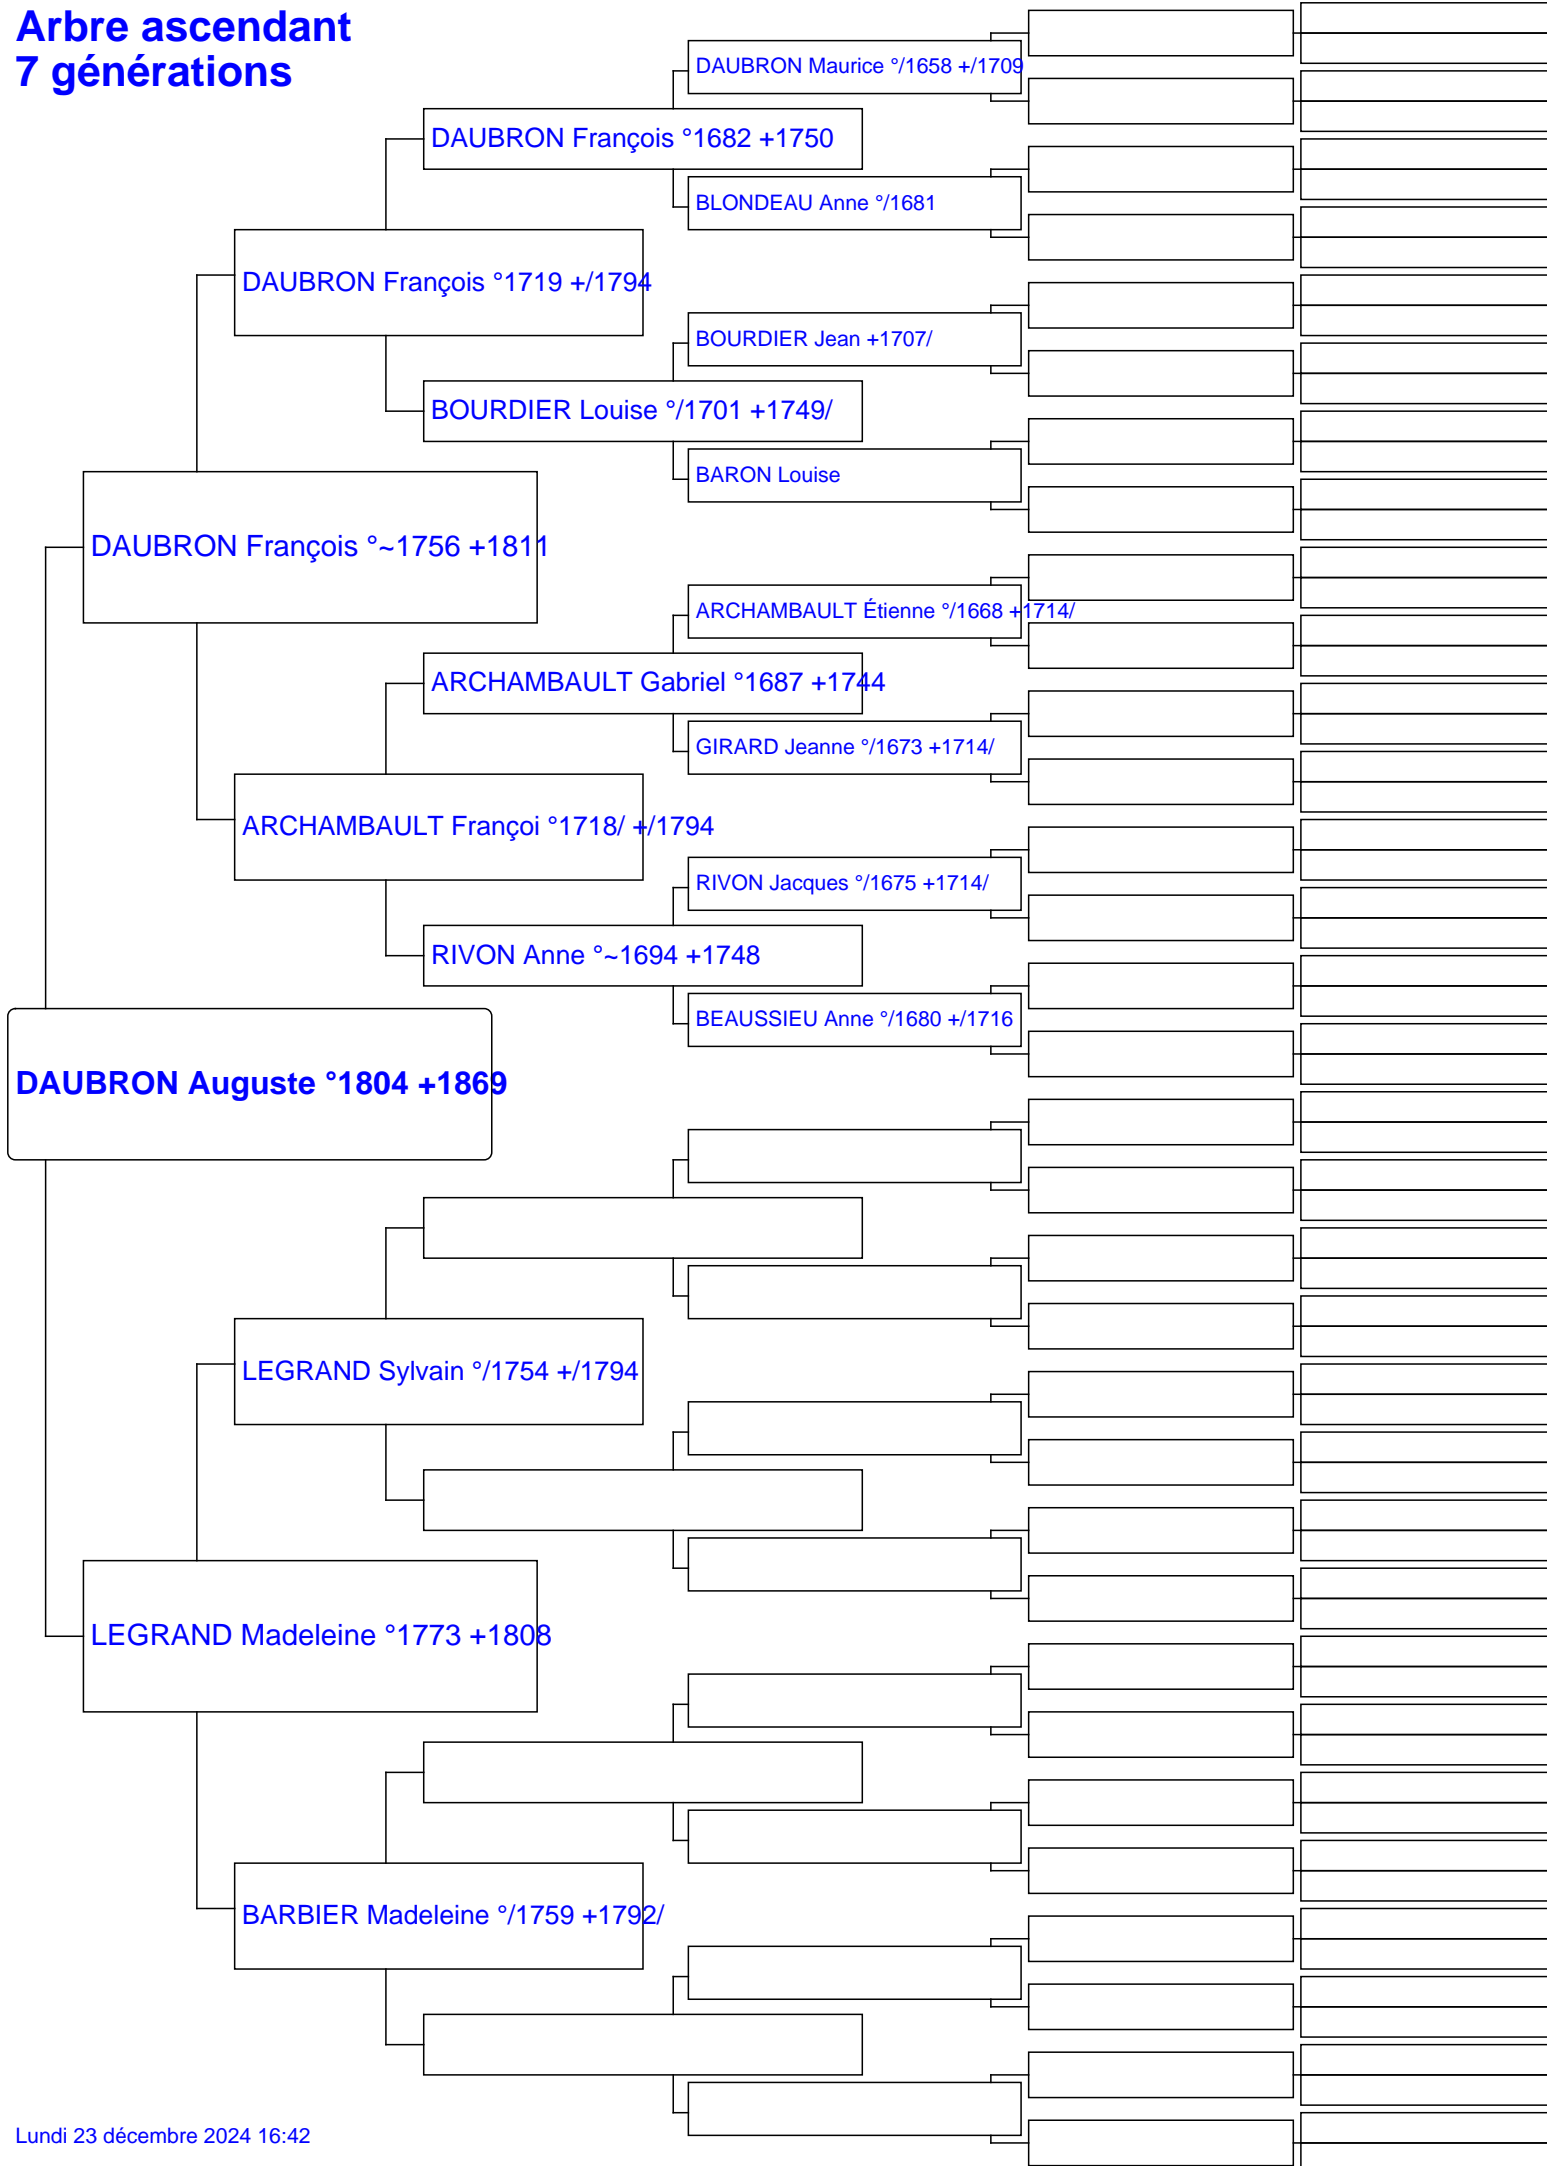 Arbre ascendant
7 générations
DAUBRON Maurice °/1658 +/1709
DAUBRON François °1682 +1750
BLONDEAU Anne °/1681
DAUBRON François °1719 +/1794
BOURDIER Jean +1707/
BOURDIER Louise °/1701 +1749/
BARON Louise
DAUBRON François °~1756 +1811
ARCHAMBAULT Étienne °/1668 +1714/
ARCHAMBAULT Gabriel °1687 +1744
GIRARD Jeanne °/1673 +1714/
ARCHAMBAULT Françoi °1718/ +/1794
RIVON Jacques °/1675 +1714/
RIVON Anne °~1694 +1748
BEAUSSIEU Anne °/1680 +/1716
DAUBRON Auguste °1804 +1869
LEGRAND Sylvain °/1754 +/1794
LEGRAND Madeleine °1773 +1808
BARBIER Madeleine °/1759 +1792/
Lundi 23 décembre 2024 16:42